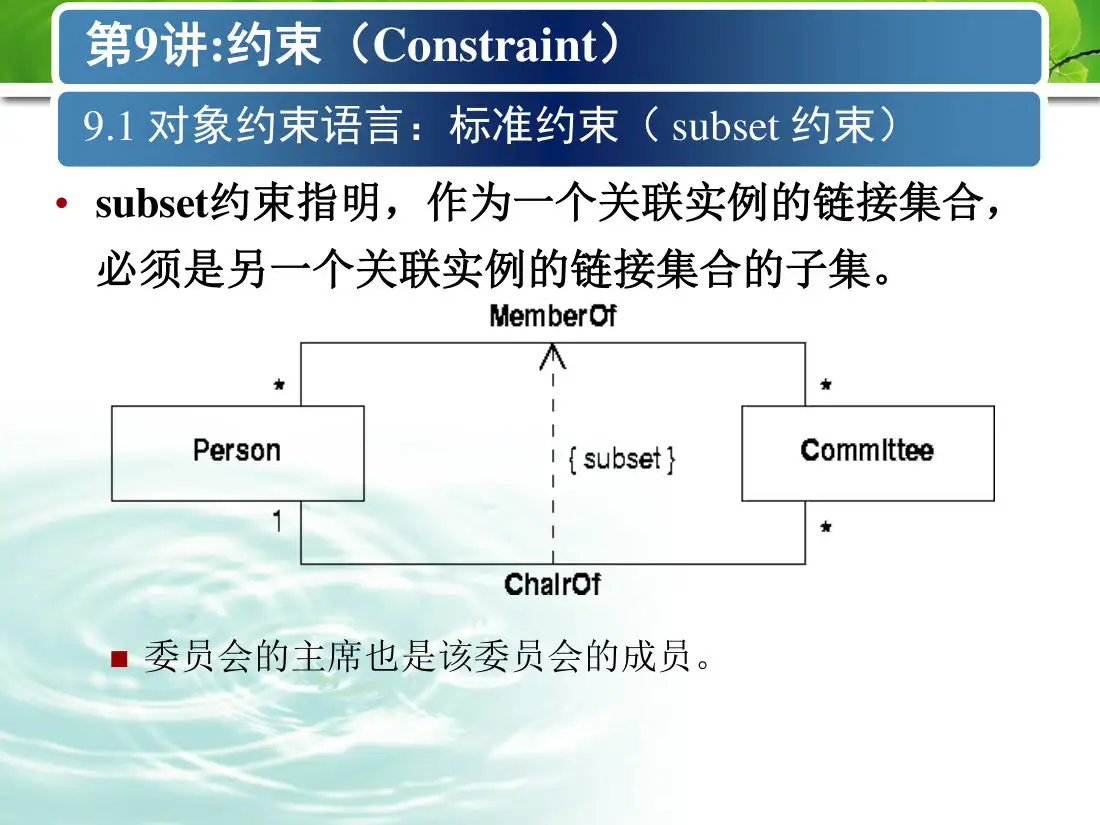 第9讲:约束（Constraint）
9.1 对象约束语言：标准约束（ subset 约束）
• subset约束指明，作为一个关联实例的链接集合，
必须是另一个关联实例的链接集合的子集。
MemberOf
* *
Person { subset } Committee
1 *
ChairOf
■ 委员会的主席也是该委员会的成员。